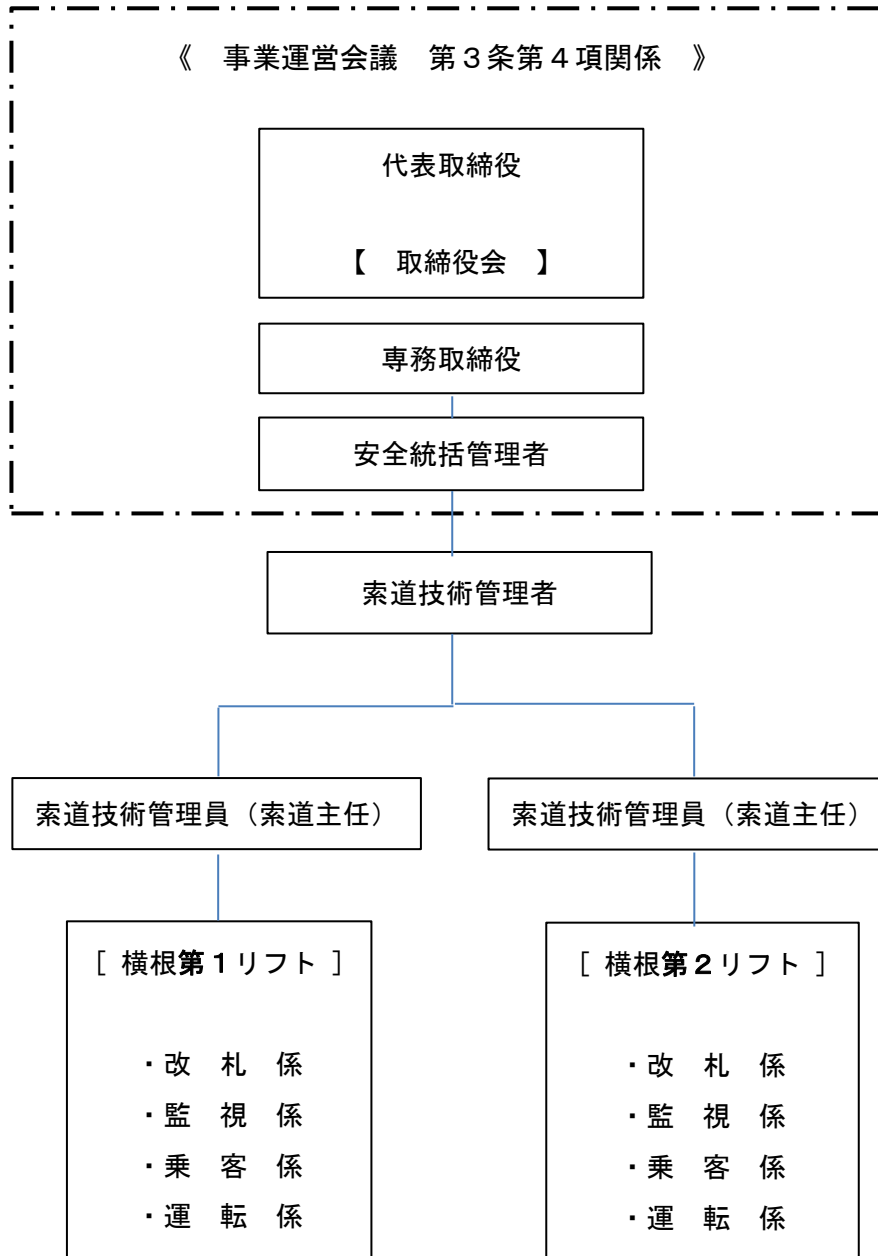 《　事業運営会議　第３条第４項関係　》
代表取締役
【　取締役会　】
専務取締役
安全統括管理者
索道技術管理者
索道技術管理員（索道主任）
索道技術管理員（索道主任）
［ 横根第１リフト ］
・改　札　係
・監　視　係
・乗　客　係
・運　転　係
［ 横根第２リフト ］
・改　札　係
・監　視　係
・乗　客　係
・運　転　係